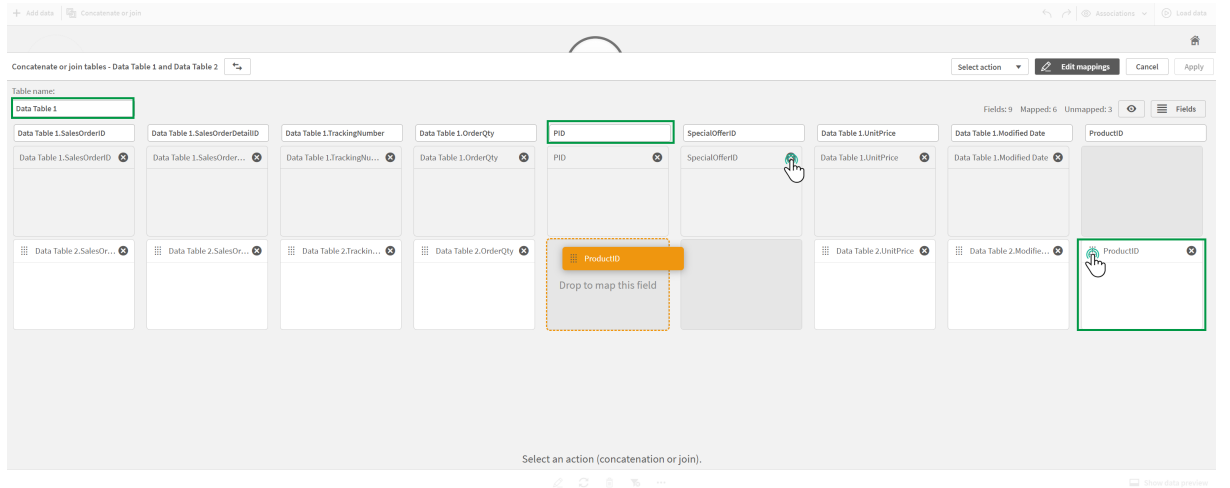 Add data Concatenate or join Associations Load data
Concatenate or join tables - Data Table 1 and Data Table 2 Select action Edit mappings Cancel Apply
Table name:
Data Table 1 Fields: 9 Mapped: 6 Unmapped: 3 Fields
Data Table 1.SalesOrderID Data Table 1.SalesOrderDetailID Data Table 1.TrackingNumber Data Table 1.OrderQty PID SpecialOfferID Data Table 1.UnitPrice Data Table 1.Modified Date ProductID
Data Table 1.SalesOrderID Data Table 1.SalesOrder... Data Table 1.TrackingNu... Data Table 1.OrderQty PID SpecialOfferID Data Table 1.UnitPrice Data Table 1.Modified Date
Data Table 2.SalesOr... Data Table 2.SalesOr... Data Table 2.Trackin... Data Table 2.OrderQty ProductID Data Table 2.UnitPrice Data Table 2.Modifie... ProductID
Drop to map this field
Select an action (concatenation or join).
Show data preview